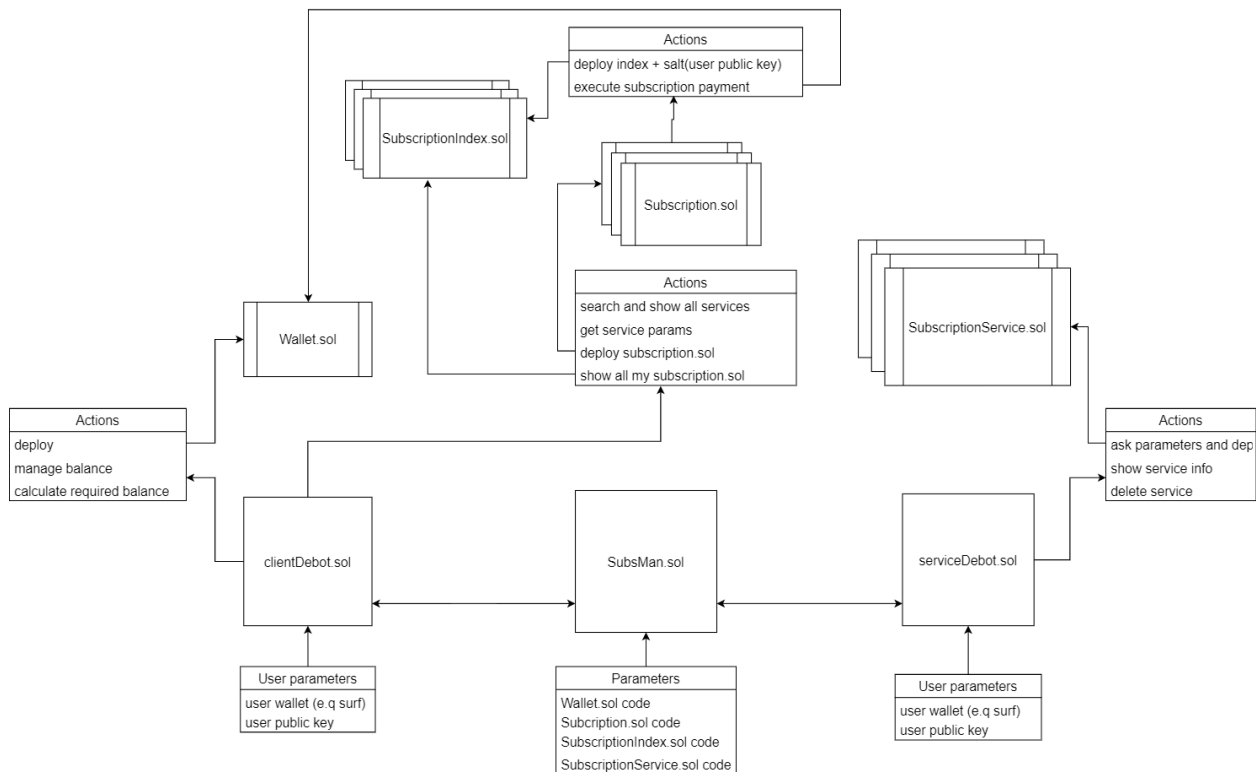 Actions
deploy index + salt(user public key)
execute subscription payment
SubscriptionIndex.sol
Subscription.sol
Actions
search and show all services
get service params
deploy subscription.sol
show all my subscription.sol
SubscriptionService.sol
Wallet.sol
Actions
deploy
manage balance
calculate required balance
Actions
ask parameters and dep
show service info
delete service
clientDebot.sol
SubsMan.sol
serviceDebot.sol
User parameters
user wallet (e.q surf)
user public key
Parameters
Wallet.sol code
Subcription.sol code
SubscriptionIndex.sol code
SubscriptionService.sol code
User parameters
user wallet (e.q surf)
user public key